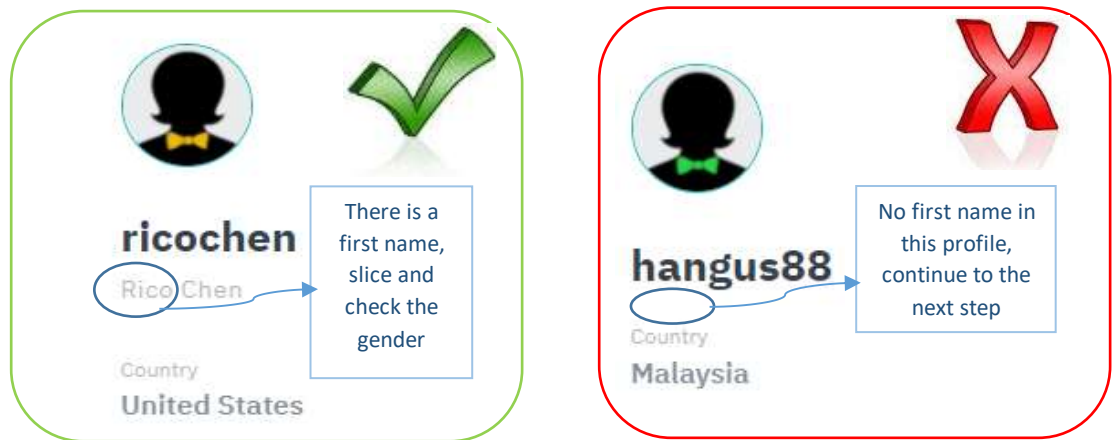 ricochen
Rico Chen
Country
United States
There is a
first name,
slice and
check the
gender
hangus88
Country
Malaysia
No first name in
this profile,
continue to the
next step